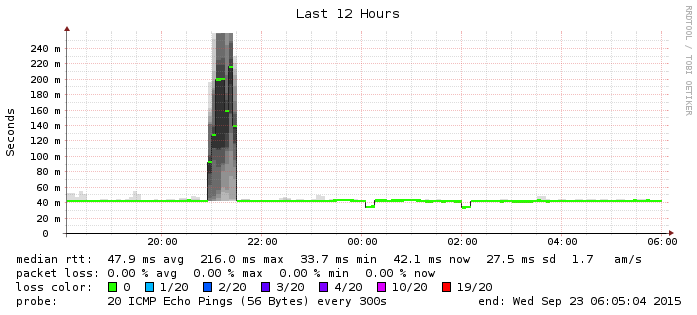 Last 12 Hours
RRDTOOL / TOBI OETIKER
Seconds
240 m
220 m
200 m
180 m
160 m
140 m
120 m
100 m
80 m
60 m
40 m
20 m
0
20:00 22:00 00:00 02:00 04:00 06:00
median rtt: 47.9 ms avg 216.0 ms max 33.7 ms min 42.1 ms now 27.5 ms sd 1.7 am/s
packet loss: 0.00 % avg 0.00 % max 0.00 % min 0.00 % now
loss color: 0 1/20 2/20 3/20 4/20 10/20 19/20
probe: 20 ICMP Echo Pings (56 Bytes) every 300s end: Wed Sep 23 06:05:04 2015